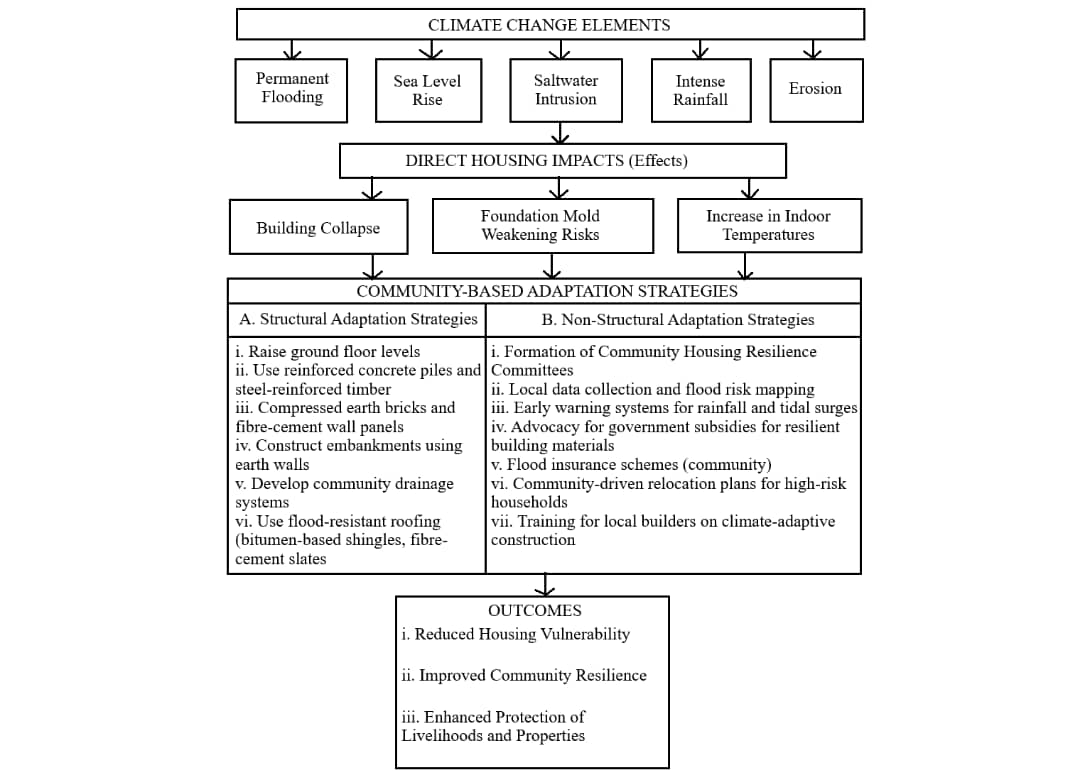 CLIMATE CHANGE ELEMENTS
Permanent
Flooding
Sea Level
Rise
Saltwater
Intrusion
Intense
Rainfall
Erosion
DIRECT HOUSING IMPACTS (Effects)
Building Collapse
Foundation Mold
Weakening Risks
Increase in Indoor
Temperatures
COMMUNITY-BASED ADAPTATION STRATEGIES
A. Structural Adaptation Strategies
i. Raise ground floor levels
ii. Use reinforced concrete piles and
steel-reinforced timber
iii. Compressed earth bricks and
fibre-cement wall panels
iv. Construct embankments using
earth walls
v. Develop community drainage
systems
vi. Use flood-resistant roofing
(bitumen-based shingles, fibre-
cement slates
B. Non-Structural Adaptation Strategies
i. Formation of Community Housing Resilience
Committees
ii. Local data collection and flood risk mapping
iii. Early warning systems for rainfall and tidal surges
iv. Advocacy for government subsidies for resilient
building materials
v. Flood insurance schemes (community)
vi. Community-driven relocation plans for high-risk
households
vii. Training for local builders on climate-adaptive
construction
OUTCOMES
i. Reduced Housing Vulnerability
ii. Improved Community Resilience
iii. Enhanced Protection of
Livelihoods and Properties